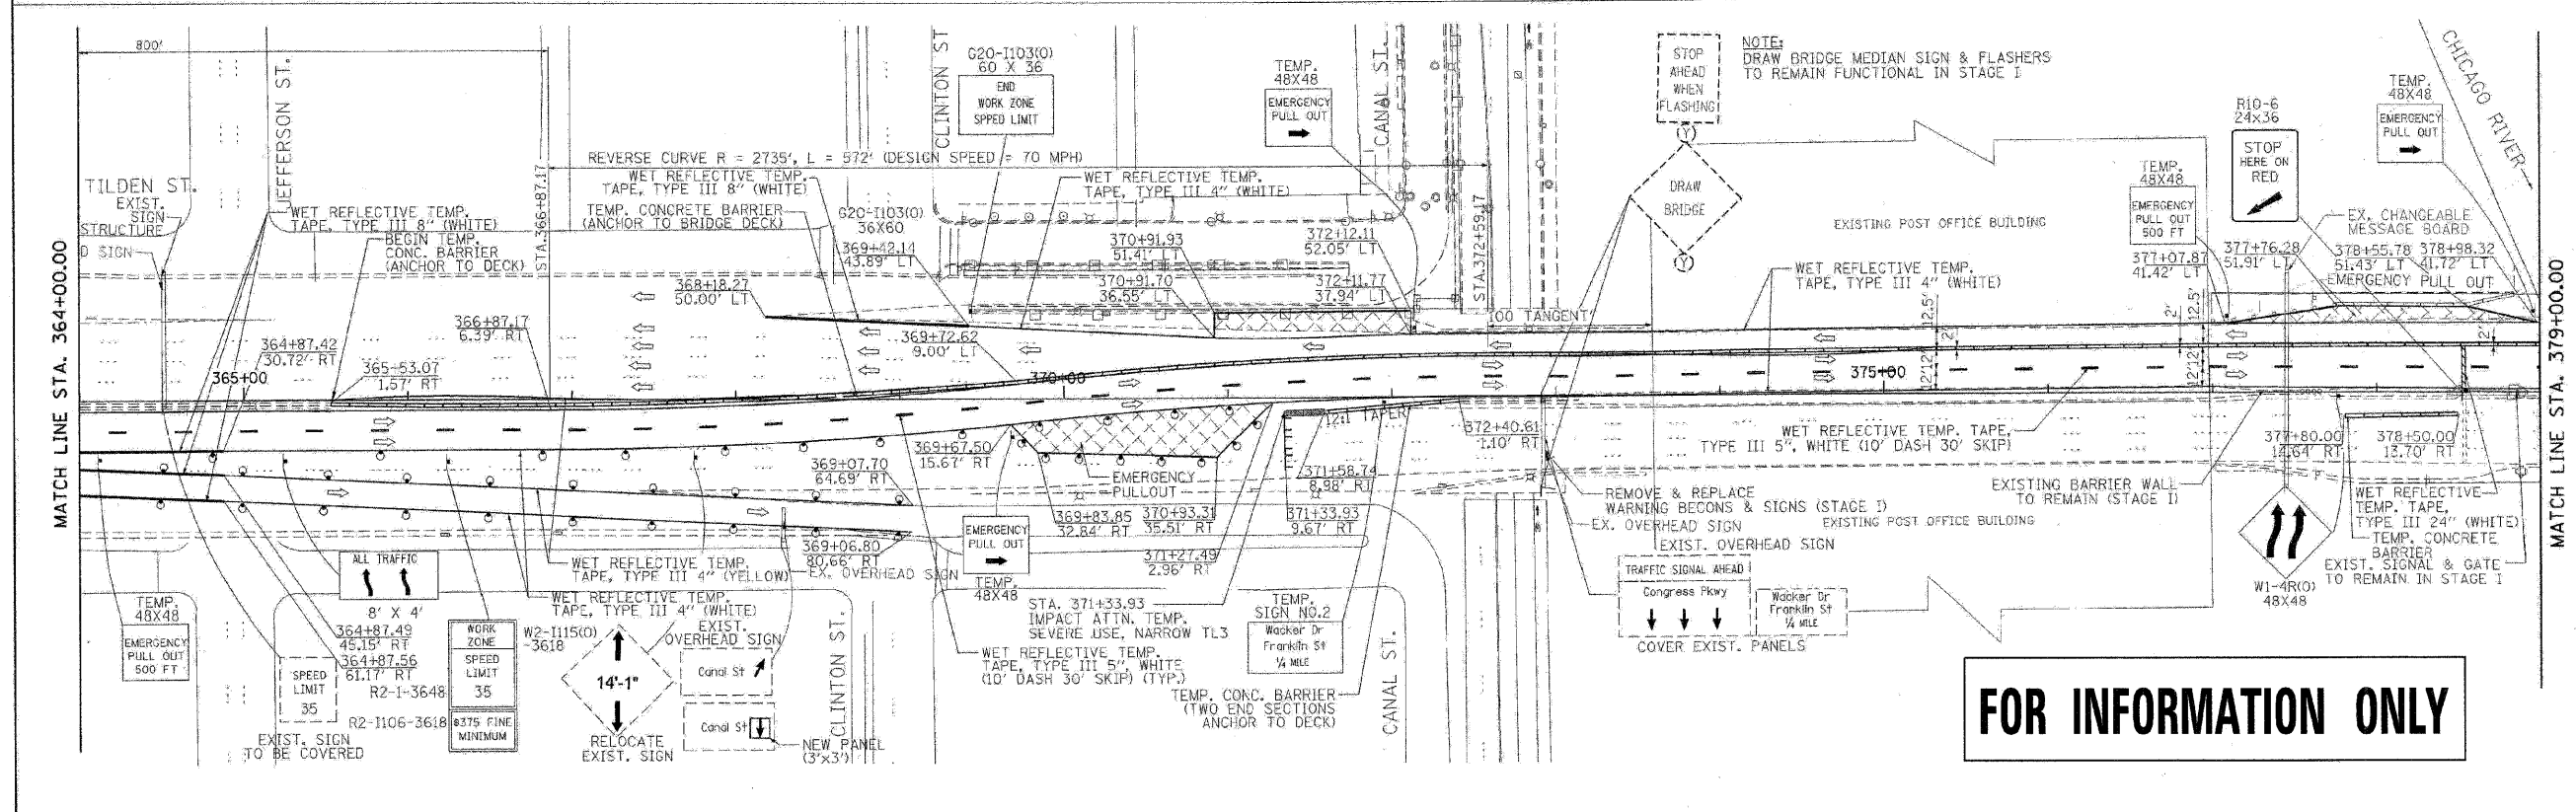 800'
JEFFERSON ST.
CLINTON ST
CANAL ST.
CHICAGO RIVER
TILDEN ST.
EXIST.
SIGN
STRUCTURE
D SIGN
MATCH LINE STA. 364+00.00
WET REFLECTIVE TEMP.
TAPE, TYPE III 8" (WHITE)
BEGIN TEMP.
CONC. BARRIER
(ANCHOR TO DECK)
STA.366+87.17
REVERSE CURVE R = 2735', L = 572' (DESIGN SPEED = 70 MPH)
WET REFLECTIVE TEMP.
TAPE, TYPE III 8" (WHITE)
TEMP. CONCRETE BARRIER
(ANCHOR TO BRIDGE DECK)
G20-I103(O)
60 X 36
END
WORK ZONE
SPPED LIMIT
G20-I103(O)
36X60
369+42.14
43.89' LT
WET REFLECTIVE TEMP.
TAPE, TYPE III 4" (WHITE)
TEMP.
48X48
EMERGENCY
PULL OUT
370+91.93
51.41' LT
370+91.70
36.55' LT
372+12.11
52.05' LT
372+11.77
37.94' LT
STA.372+59.17
100 TANGENT
368+18.27
50.00' LT
369+72.62
9.00' LT
STOP
AHEAD
WHEN
FLASHING
Y
DRAW
BRIDGE
Y
NOTE:
DRAW BRIDGE MEDIAN SIGN & FLASHERS
TO REMAIN FUNCTIONAL IN STAGE I
EXISTING POST OFFICE BUILDING
WET REFLECTIVE TEMP.
TAPE, TYPE III 4" (WHITE)
TEMP.
48X48
EMERGENCY
PULL OUT
500 FT
377+07.87
41.42' LT
R10-6
24x36
STOP
HERE ON
RED
TEMP.
48X48
EMERGENCY
PULL OUT
EX. CHANGEABLE
MESSAGE BOARD
377+76.28
51.91' LT
378+55.78
51.43' LT
378+98.32
41.72' LT
EMERGENCY PULL OUT
12.5'
2'
12'
12'
2'
12.5'
12'
12'
2'
MATCH LINE STA. 379+00.00
364+87.42
30.72' RT
365+00
365+53.07
1.57' RT
366+87.17
6.39' RT
370+00
375+00
369+67.50
15.67' RT
369+07.70
64.69' RT
EMERGENCY
PULLOUT
369+83.85
32.84' RT
370+93.31
35.51' RT
12:1 TAPER
371+58.74
8.98' RT
371+33.93
9.67' RT
371+27.49
2.96' RT
372+40.61
1.10' RT
WET REFLECTIVE TEMP. TAPE,
TYPE III 5", WHITE (10' DASH 30' SKIP)
377+80.00
14.64' RT
378+50.00
13.70' RT
EXISTING BARRIER WALL
TO REMAIN (STAGE I)
REMOVE & REPLACE
WARNING BECONS & SIGNS (STAGE I)
EX. OVERHEAD SIGN
EXISTING POST OFFICE BUILDING
EXIST. OVERHEAD SIGN
WET REFLECTIVE
TEMP. TAPE,
TYPE III 24" (WHITE)
TEMP. CONCRETE
BARRIER
EXIST. SIGNAL & GATE
TO REMAIN IN STAGE I
W1-4R(O)
48X48
369+06.80
80.66' RT
EX. OVERHEAD SIGN
WET REFLECTIVE TEMP.
TAPE, TYPE III 4" (YELLOW)
WET REFLECTIVE TEMP.
TAPE, TYPE III 4" (WHITE)
EMERGENCY
PULL OUT
TEMP.
48X48
ALL TRAFFIC
8' X 4'
TEMP.
48X48
EMERGENCY
PULL OUT
500 FT
364+87.49
45.15' RT
364+87.56
61.17' RT
SPEED
LIMIT
35
EXIST. SIGN
TO BE COVERED
R2-1-3648
R2-I106-3618
WORK
ZONE
SPEED
LIMIT
35
$375 FINE
MINIMUM
W2-I115(O)
-3618
14'-1"
RELOCATE
EXIST. SIGN
EXIST.
OVERHEAD SIGN
Canal St
Canal St
NEW PANEL
(3'x3')
CLINTON ST.
STA. 371+33.93
IMPACT ATTN. TEMP.
SEVERE USE, NARROW TL3
WET REFLECTIVE TEMP.
TAPE, TYPE III 5", WHITE
(10' DASH 30' SKIP) (TYP.)
TEMP.
SIGN NO.2
Wacker Dr
Franklin St
¼ MILE
TEMP. CONC. BARRIER
(TWO END SECTIONS
ANCHOR TO DECK)
CANAL ST.
TRAFFIC SIGNAL AHEAD
Congress Pkwy
Wacker Dr
Franklin St
¼ MILE
COVER EXIST. PANELS
FOR INFORMATION ONLY